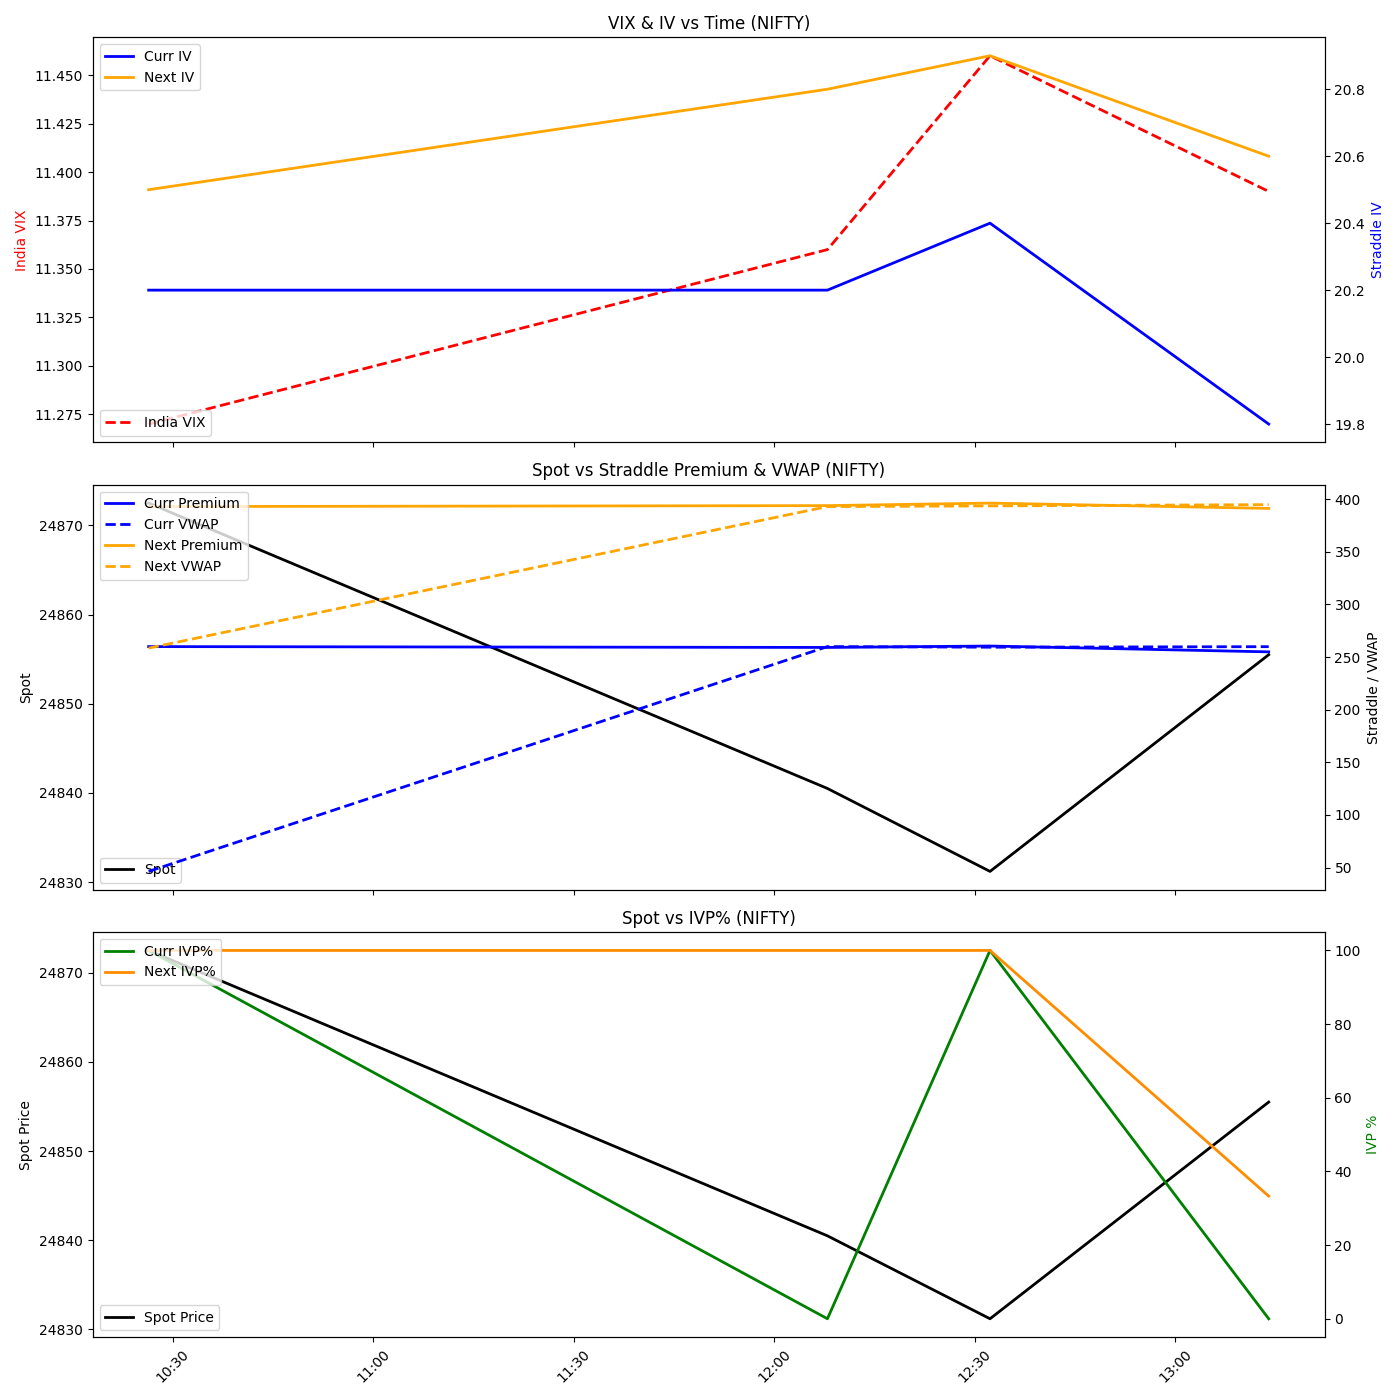 VIX & IV vs Time (NIFTY)
Curr IV
Next IV
India VIX
11.450
11.425
11.400
11.375
11.350
11.325
11.300
11.275
India VIX
20.8
20.6
20.4
20.2
20.0
19.8
Straddle IV
Spot vs Straddle Premium & VWAP (NIFTY)
Curr Premium
Curr VWAP
Next Premium
Next VWAP
Spot
24870
24860
24850
24840
24830
Spot
400
350
300
250
200
150
100
50
Straddle / VWAP
Spot vs IVP% (NIFTY)
Curr IVP%
Next IVP%
Spot Price
24870
24860
24850
24840
24830
Spot Price
100
80
60
40
20
0
IVP %
10:30
11:00
11:30
12:00
12:30
13:00